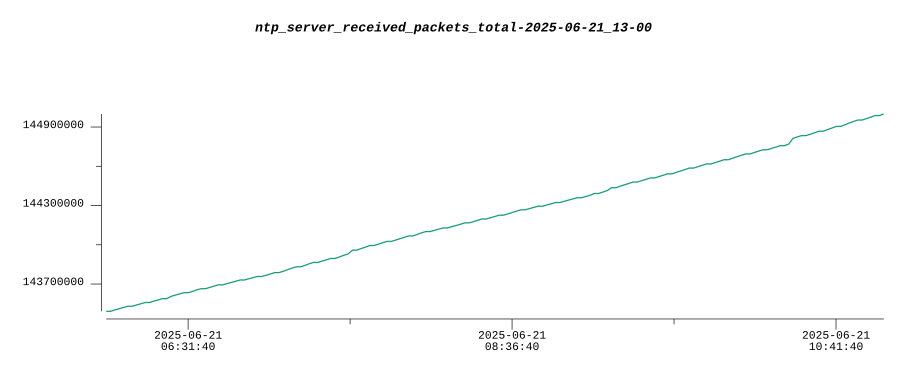 ntp_server_received_packets_total-2025-06-21_13-00
144900000
144300000
143700000
2025-06-21 2025-06-21 2025-06-21
06:31:40 08:36:40 10:41:40